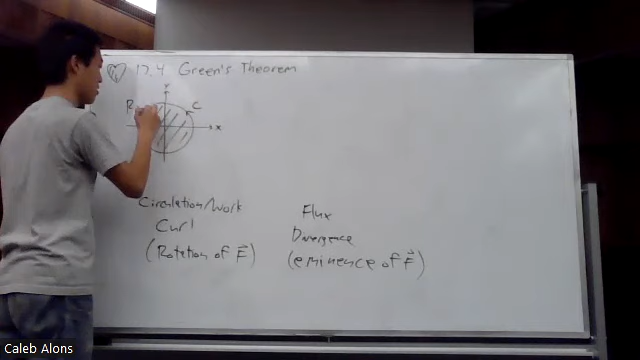 17.4 Green's Theorem
y
R
C
x
Circulation/Work
Flux
Curl
Divergence
(Rotation of F)
(eminence of F)
Caleb Alons